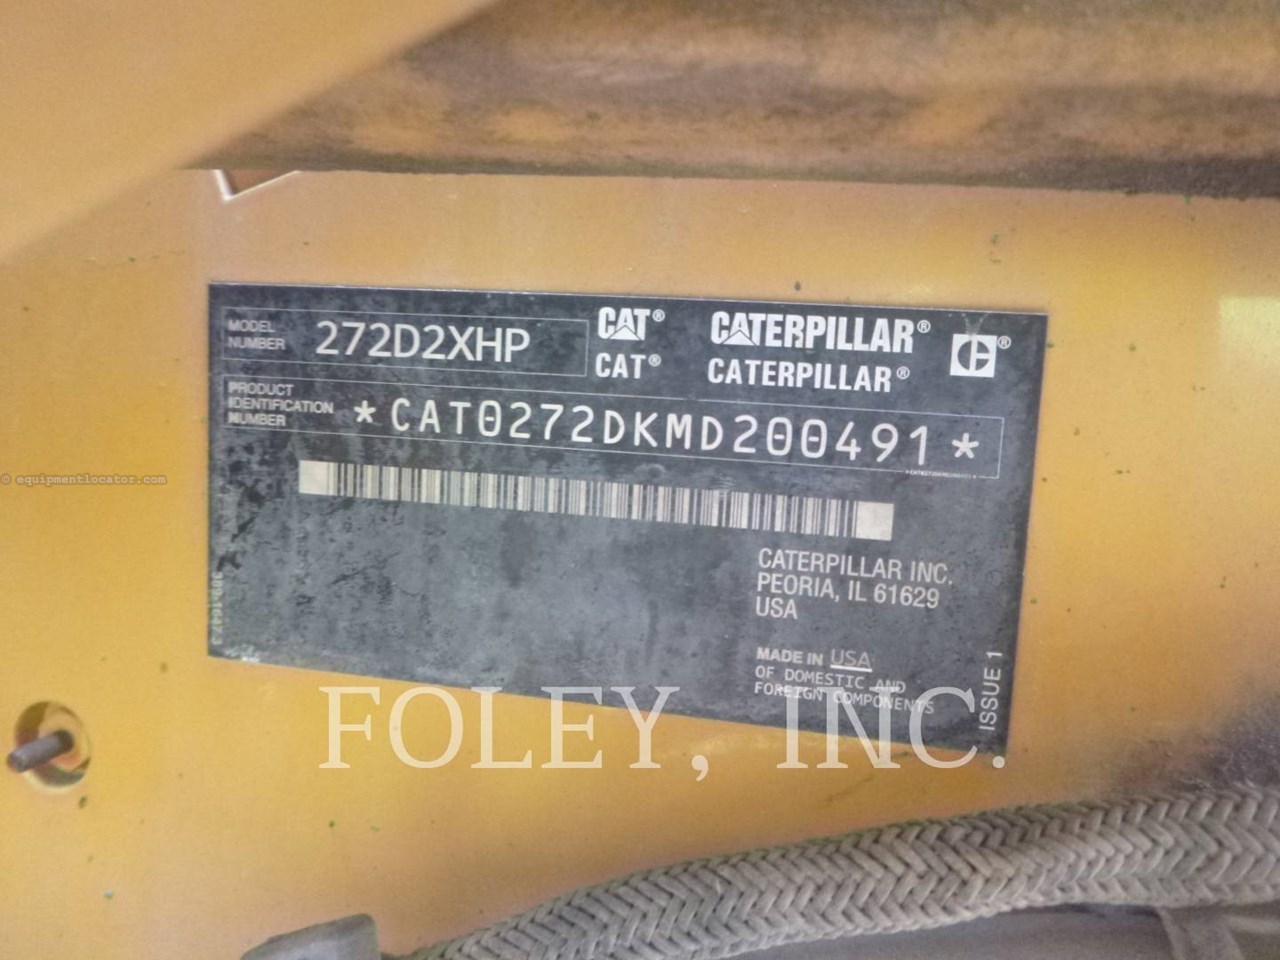 MODEL NUMBER 272D2XHP
CAT® CATERPILLAR®
CAT® CATERPILLAR® CE®
PRODUCT IDENTIFICATION NUMBER *CAT0272DKMD200491*
© equipmentlocator.com
CATERPILLAR INC.
PEORIA, IL 61629
USA
MADE IN USA
OF DOMESTIC AND
FOREIGN COMPONENTS
ISSUE 1
FOLEY, INC.